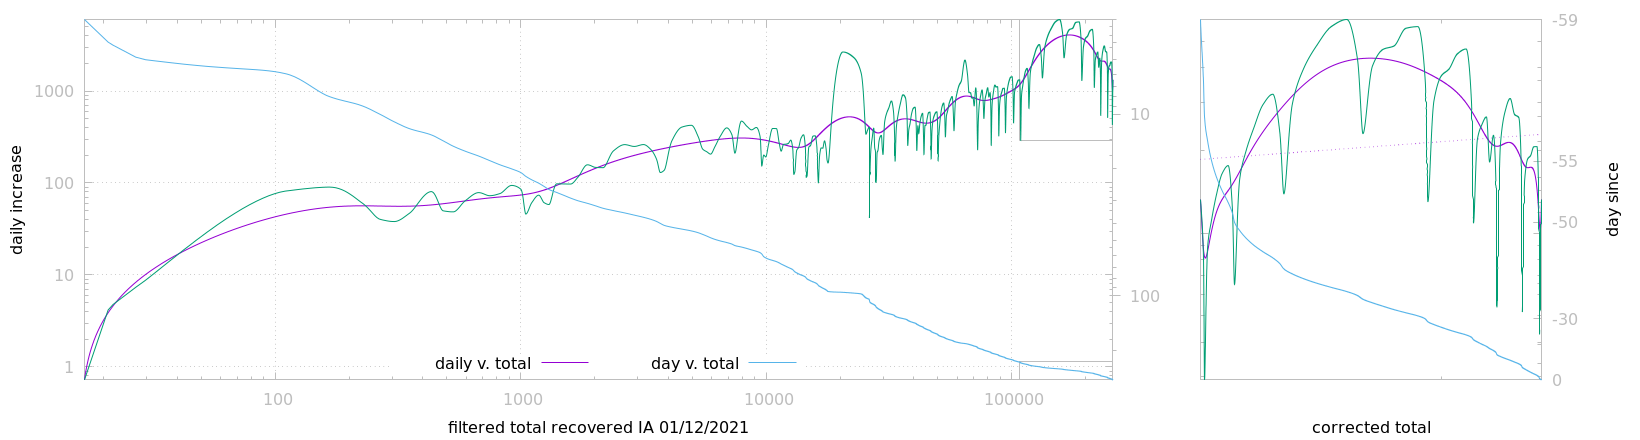 daily increase
1000
100
10
1
daily v. total
day v. total
100
1000
10000
100000
filtered total recovered IA 01/12/2021
10
100
-59
-55
-50
-30
0
day since
corrected total